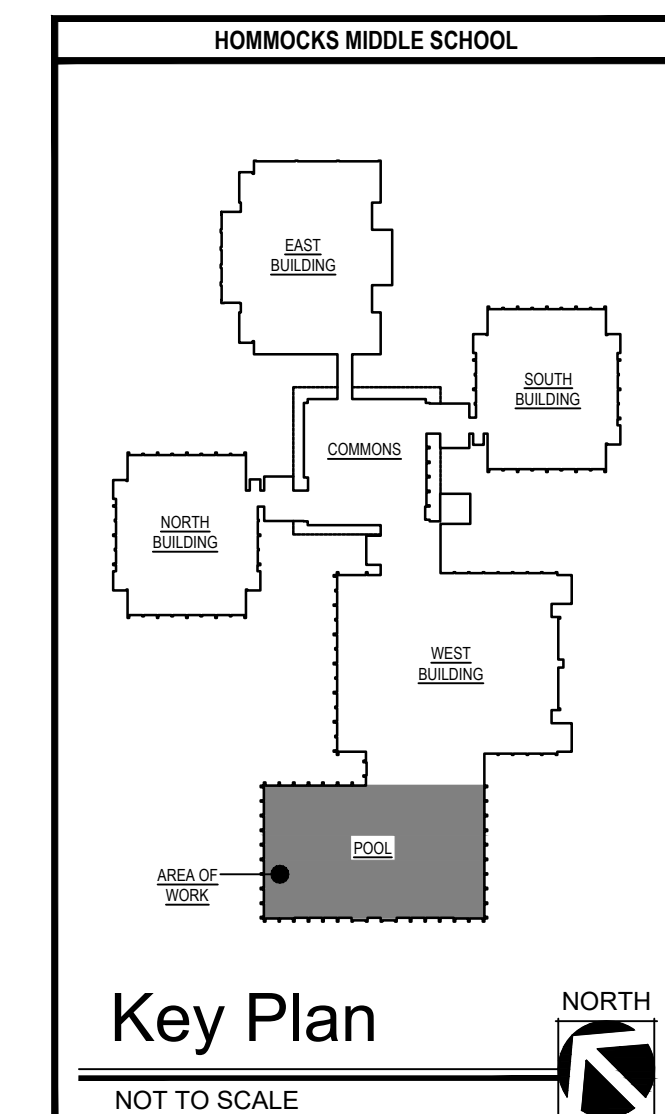 HOMMOCKS MIDDLE SCHOOL
EAST
BUILDING
SOUTH
BUILDING
COMMONS
NORTH
BUILDING
WEST
BUILDING
POOL
AREA OF
WORK
Key Plan
NORTH
NOT TO SCALE